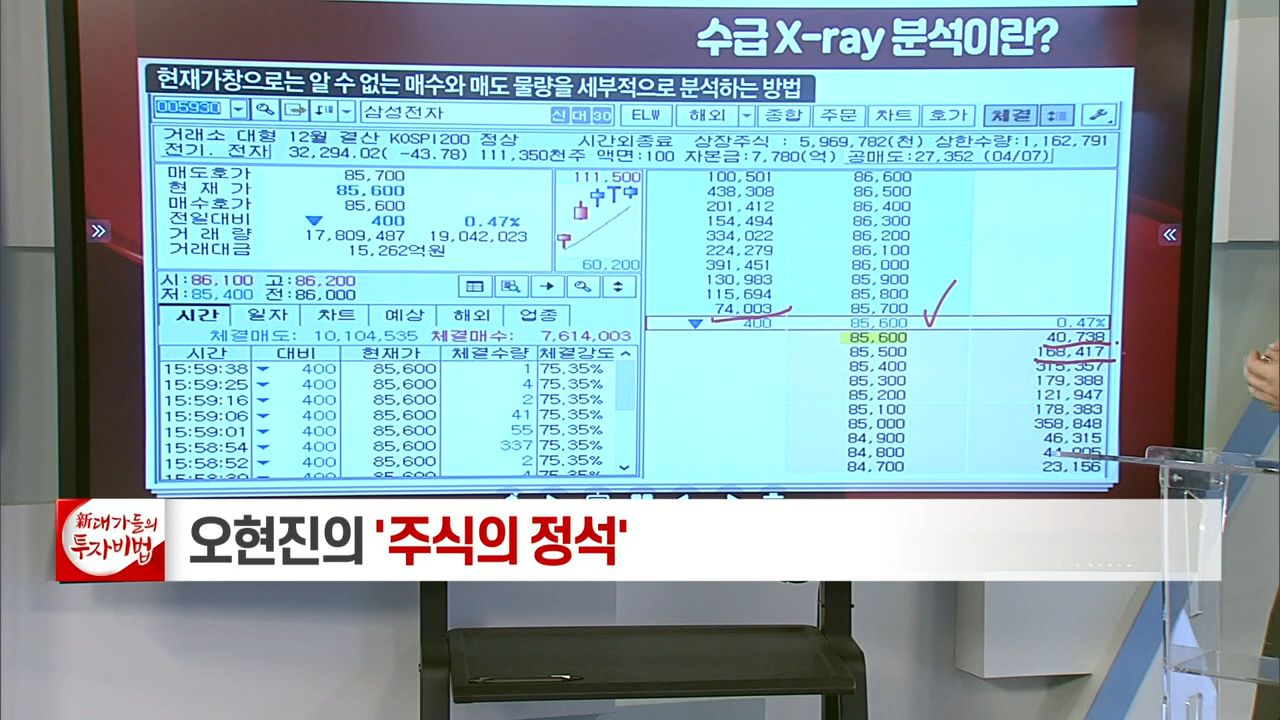 수급 X-ray 분석이란?
현재가창으로는 알 수 없는 매수와 매도 물량을 세부적으로 분석하는 방법
005930 삼성전자 신 대 30 ELW 해외 종합 주문 차트 호가 체결
거래소 대형 12월 결산 KOSPI200 정상 시간외종료 상장주식 : 5,969,782(천) 상한수량:1,162,791
전기. 전자 32,294.02( -43.78) 111,350천주 액면:100 자본금:7,780(억) 공매도:27,352 (04/07)
매도호가 85,700
현 재 가 85,600
매수호가 85,600
전일대비 ▼ 400 0.47%
거 래 량 17,809,487 19,042,023
거래대금 15,262억원
111,500
60,200
시:86,100 고:86,200
저:85,400 전:86,000
시간 일자 차트 예상 해외 업종
체결매도: 10,104,535 체결매수: 7,614,003
시간 대비 현재가 체결수량 체결강도
15:59:38 400 85,600 1 75.35%
15:59:25 400 85,600 4 75.35%
15:59:16 400 85,600 2 75.35%
15:59:06 400 85,600 41 75.35%
15:59:01 400 85,600 55 75.35%
15:58:54 400 85,600 337 75.35%
15:58:52 400 85,600 2 75.35%
100,501 86,600
438,308 86,500
201,412 86,400
154,494 86,300
334,022 86,200
224,279 86,100
391,451 86,000
130,983 85,900
115,694 85,800
74,003 85,700
▼ 400 85,600 0.47%
85,600 40,738
85,500 168,417
85,400 315,357
85,300 179,388
85,200 121,947
85,100 178,383
85,000 358,848
84,900 46,315
84,800
84,700 23,156
新대가들의
투자비법
오현진의 '주식의 정석'